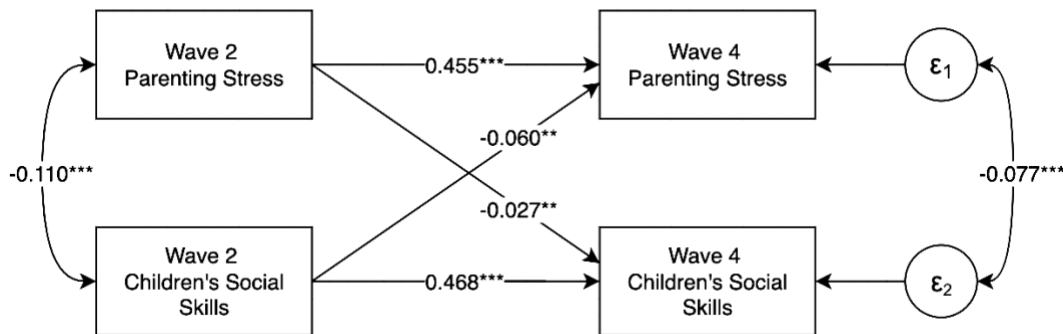 Wave 2
Parenting Stress
0.455***
Wave 4
Parenting Stress
ε1
-0.060**
-0.110***
-0.077***
-0.027**
Wave 2
Children's Social
Skills
0.468***
Wave 4
Children's Social
Skills
ε2